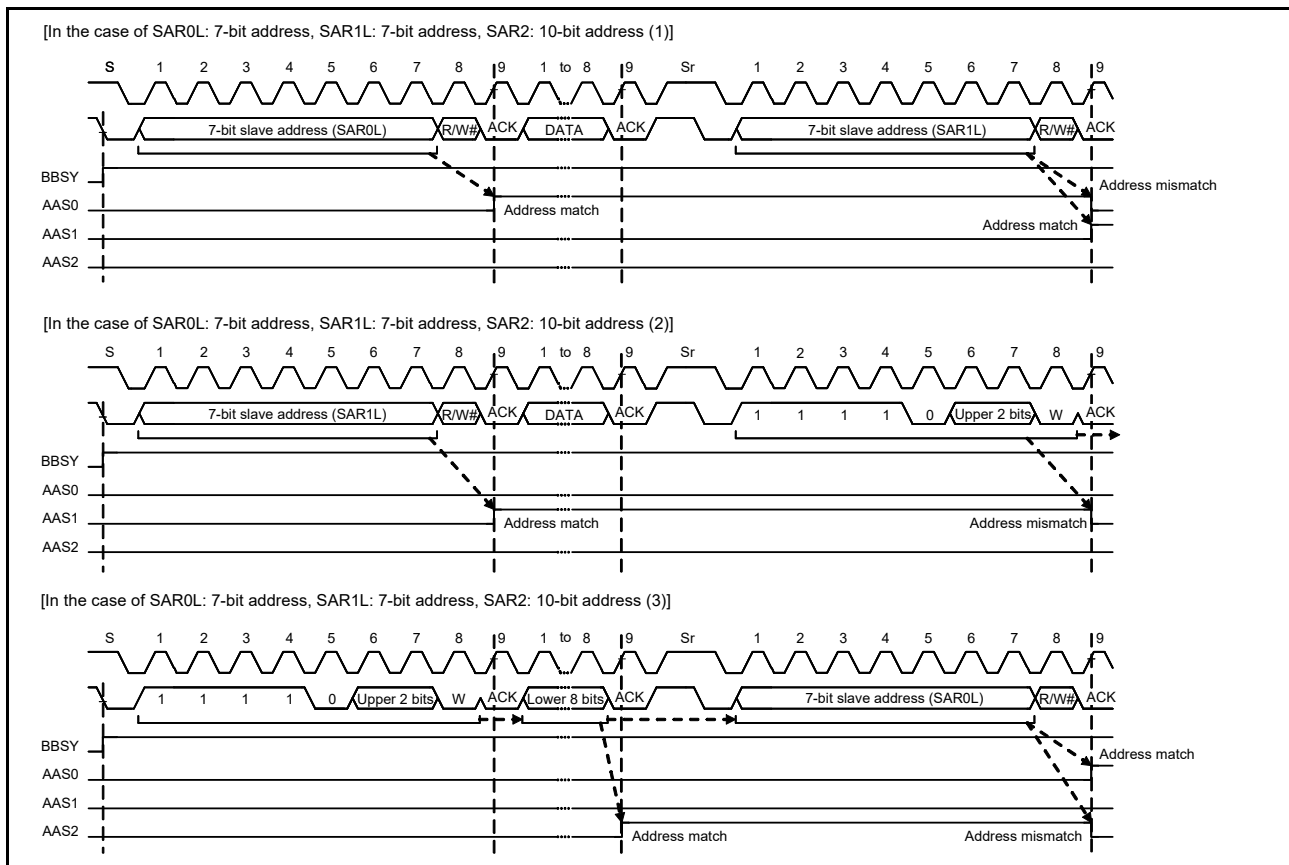 [In the case of SAR0L: 7-bit address, SAR1L: 7-bit address, SAR2: 10-bit address (1)]
S 1 2 3 4 5 6 7 8 9 1 to 8 9 Sr 1 2 3 4 5 6 7 8 9
7-bit slave address (SAR0L) R/W# ACK DATA ACK 7-bit slave address (SAR1L) R/W# ACK
BBSY
Address mismatch
AAS0
Address match
Address match
AAS1
AAS2
[In the case of SAR0L: 7-bit address, SAR1L: 7-bit address, SAR2: 10-bit address (2)]
S 1 2 3 4 5 6 7 8 9 1 to 8 9 Sr 1 2 3 4 5 6 7 8 9
7-bit slave address (SAR1L) R/W# ACK DATA ACK 1 1 1 1 0 Upper 2 bits W ACK
BBSY
AAS0
AAS1
Address match Address mismatch
AAS2
[In the case of SAR0L: 7-bit address, SAR1L: 7-bit address, SAR2: 10-bit address (3)]
S 1 2 3 4 5 6 7 8 9 1 to 8 9 Sr 1 2 3 4 5 6 7 8 9
1 1 1 1 0 Upper 2 bits W ACK Lower 8 bits ACK 7-bit slave address (SAR0L) R/W# ACK
BBSY
Address match
AAS0
AAS1
AAS2
Address match Address mismatch